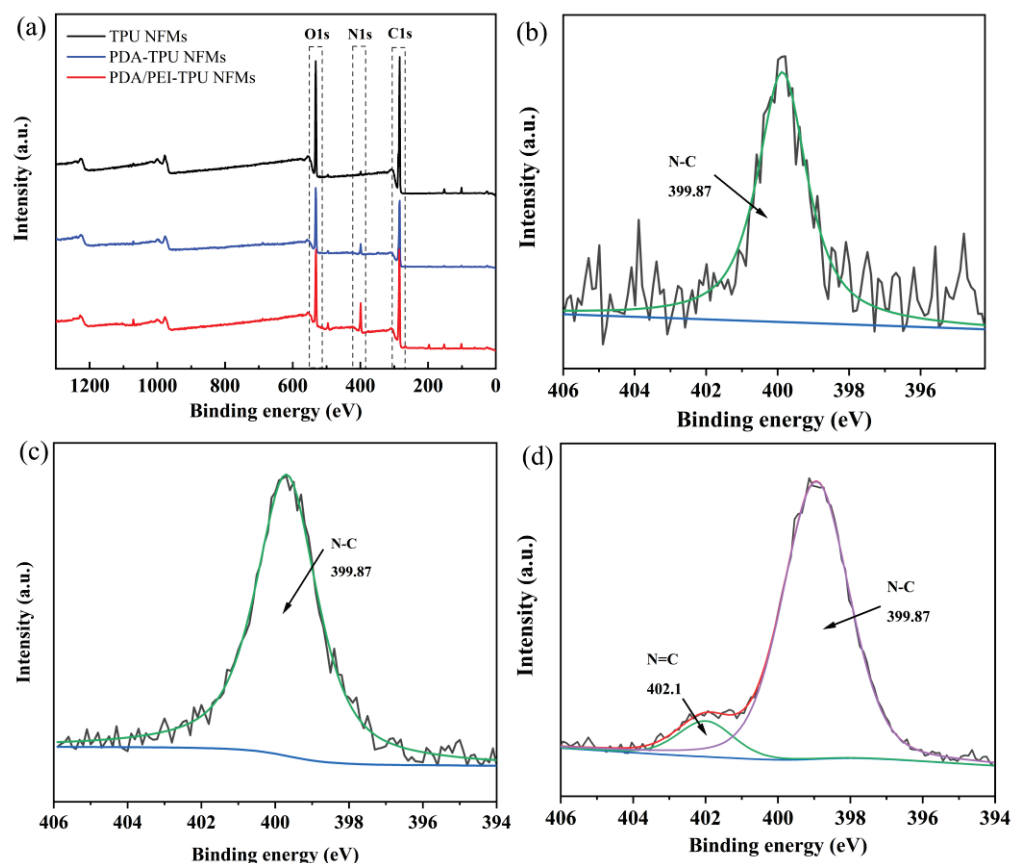 (a)
O1s N1s C1s
TPU NFMs
PDA-TPU NFMs
PDA/PEI-TPU NFMs
Intensity (a.u.)
1200 1000 800 600 400 200 0
Binding energy (eV)
(b)
N-C
399.87
Intensity (a.u.)
406 404 402 400 398 396
Binding energy (eV)
(c)
N-C
399.87
Intensity (a.u.)
406 404 402 400 398 396 394
Binding energy (eV)
(d)
N-C
399.87
N=C
402.1
Intensity (a.u.)
406 404 402 400 398 396 394
Binding energy (eV)